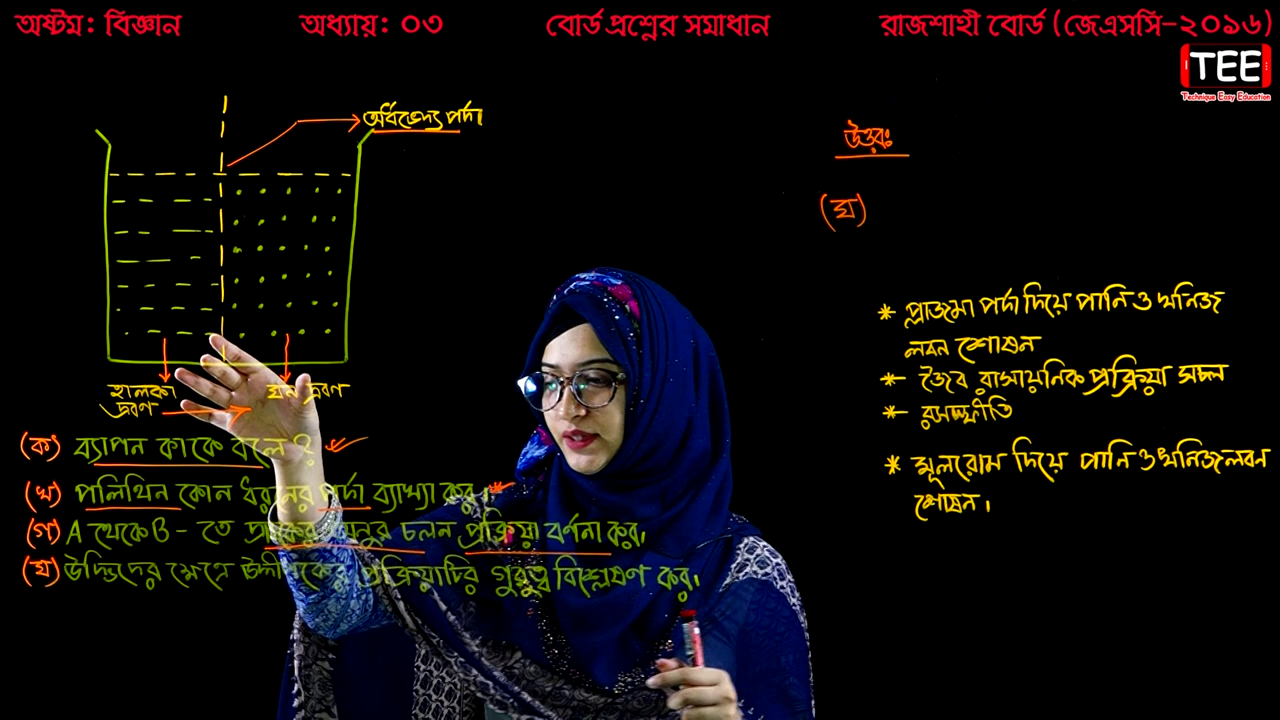 অষ্টম: বিজ্ঞান
অধ্যায়: ০৩
বোর্ড প্রশ্নের সমাধান
রাজশাহী বোর্ড (জেএসসি-২০১৬)
TEE
Technique Easy Education
অর্ধভেদ্য পর্দা
হালকা দ্রবণ
ঘন দ্রবণ
(ক) ব্যাপন কাকে বলে?
(খ) পলিথিন কোন ধরনের পর্দা ব্যাখ্যা কর।
(গ) A থেকে B - তে চলন প্রক্রিয়া বর্ণনা কর।
(ঘ) উদ্ভিদের ক্ষেত্রে প্রক্রিয়াটির গুরুত্ব বিশ্লেষণ কর।
উত্তর:
(ঘ)
* প্লাজমা পর্দা দিয়ে পানি ও খনিজ
লবন শোষন
* জৈব রাসায়নিক প্রক্রিয়া সচল
* রসস্ফীতি
* মূলরোম দিয়ে পানি ও খনিজলবন
শোষন।